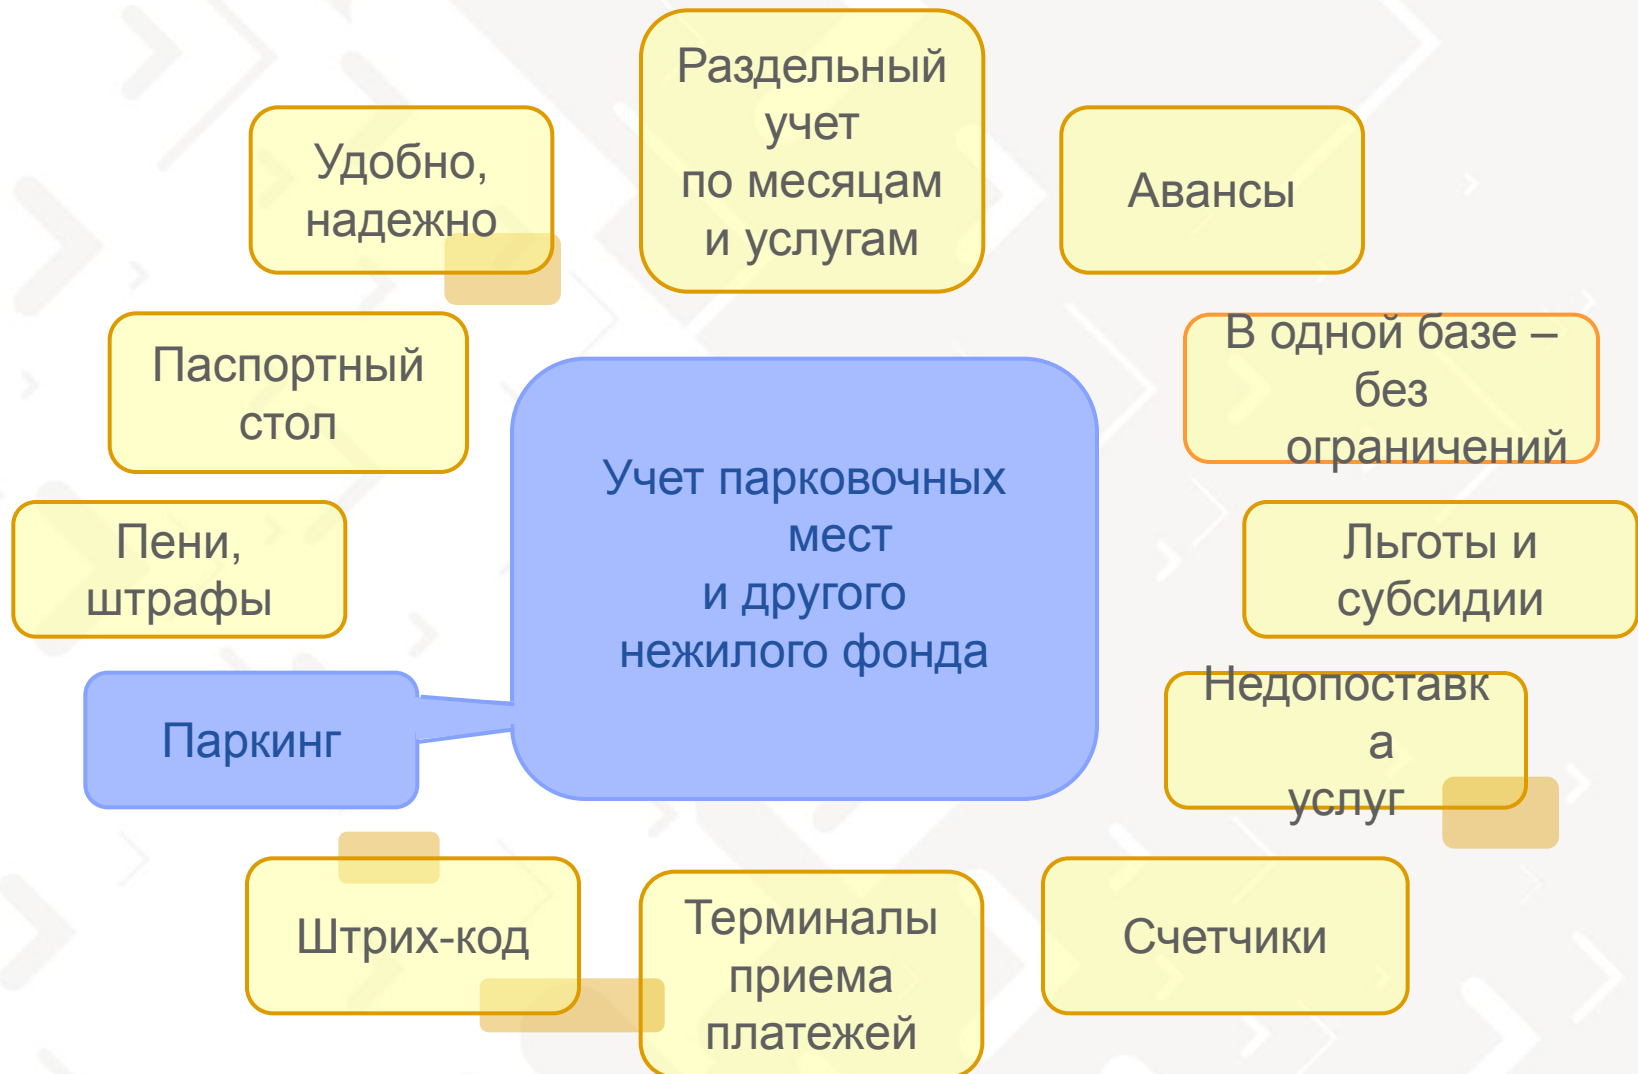 Раздельный
учет
по месяцам
и услугам
Удобно,
надежно
Авансы
Паспортный
стол
В одной базе –
без
ограничений
Учет парковочных
мест
и другого
нежилого фонда
Пени,
штрафы
Льготы и
субсидии
Паркинг
Недопоставк
а
услуг
Штрих-код
Терминалы
приема
платежей
Счетчики